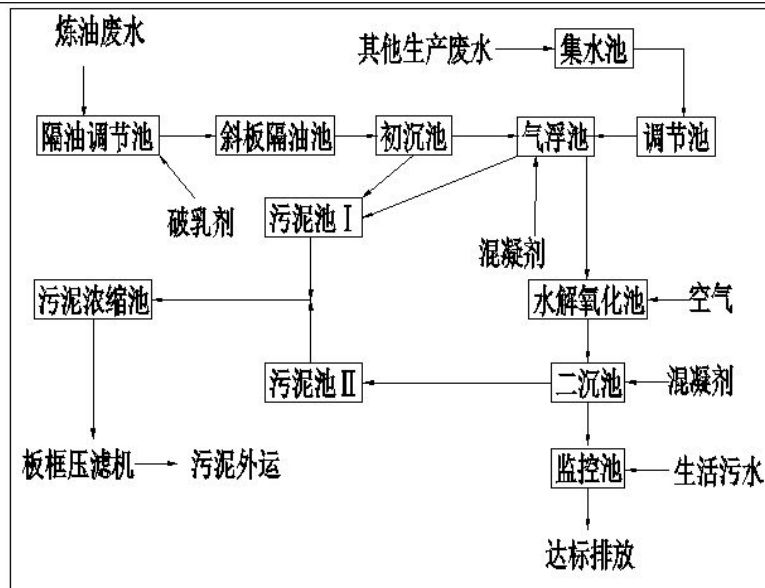 炼油废水
其他生产废水
集水池
隔油调节池
斜板隔油池
初沉池
气浮池
调节池
破乳剂
污泥池Ⅰ
混凝剂
污泥浓缩池
水解氧化池
空气
污泥池Ⅱ
二沉池
混凝剂
板框压滤机
污泥外运
监控池
生活污水
达标排放